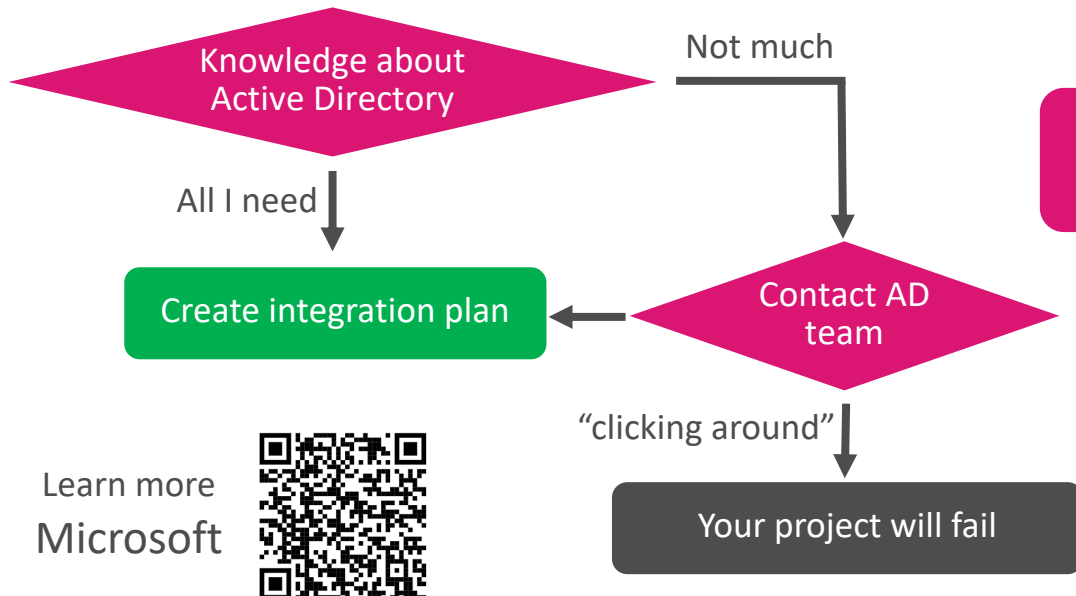 Knowledge about
Active Directory
Not much
All I need
Create integration plan
Contact AD
team
“clicking around”
Learn more
Microsoft
Your project will fail